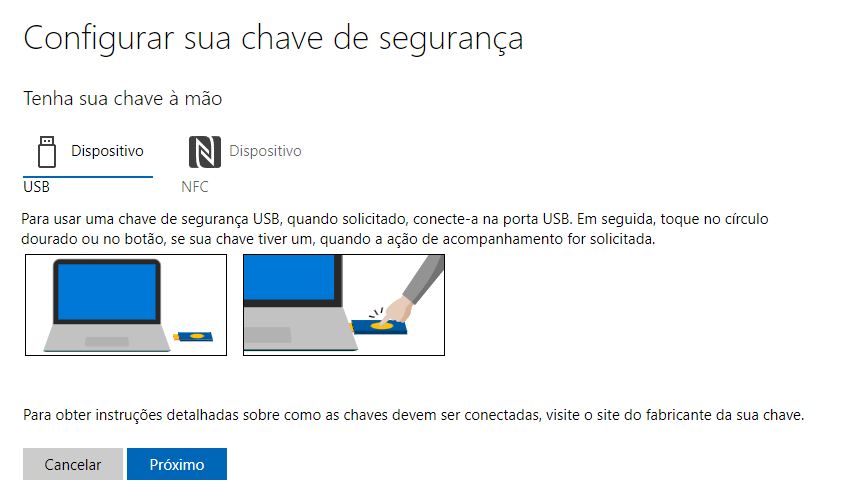 Configurar sua chave de segurança
Tenha sua chave à mão
Dispositivo Dispositivo
USB NFC
Para usar uma chave de segurança USB, quando solicitado, conecte-a na porta USB. Em seguida, toque no círculo
dourado ou no botão, se sua chave tiver um, quando a ação de acompanhamento for solicitada.
Para obter instruções detalhadas sobre como as chaves devem ser conectadas, visite o site do fabricante da sua chave.
Cancelar Próximo